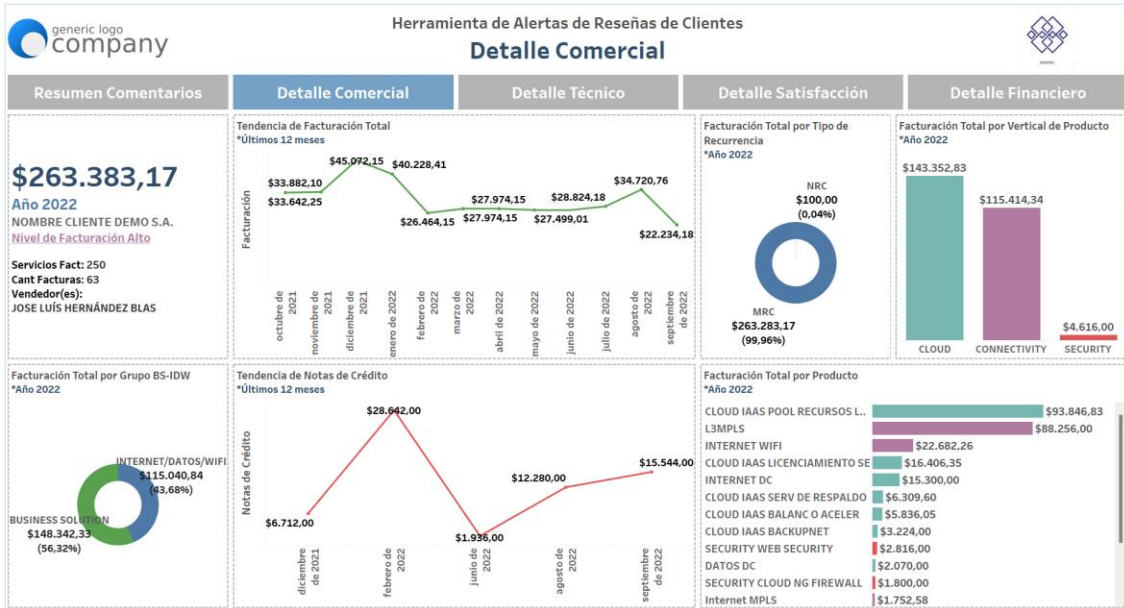 generic logo
company
Herramienta de Alertas de Reseñas de Clientes
Detalle Comercial
GENERIC
Resumen Comentarios
Detalle Comercial
Detalle Técnico
Detalle Satisfacción
Detalle Financiero
$263.383,17
Año 2022
NOMBRE CLIENTE DEMO S.A.
Nivel de Facturación Alto
Servicios Fact: 250
Cant Facturas: 63
Vendedor(es):
JOSE LUÍS HERNÁNDEZ BLAS
Tendencia de Facturación Total
*Últimos 12 meses
Facturación
$33.882,10
$33.642,25
$45.072,15
$40.228,41
$26.464,15
$27.974,15
$27.974,15
$27.499,01
$28.824,18
$34.720,76
$22.234,18
octubre de
2021
noviembre de
2021
diciembre de
2021
enero de 2022
febrero de
2022
marzo de
2022
abril de 2022
mayo de 2022
junio de 2022
julio de 2022
agosto de
2022
septiembre
de 2022
Facturación Total por Tipo de
Recurrencia
*Año 2022
NRC
$100,00
(0,04%)
MRC
$263.283,17
(99,96%)
Facturación Total por Vertical de Producto
*Año 2022
$143.352,83
$115.414,34
$4.616,00
CLOUD
CONNECTIVITY
SECURITY
Facturación Total por Grupo BS-IDW
*Año 2022
INTERNET/DATOS/WIFI
$115.040,84
(43,68%)
BUSINESS SOLUTION
$148.342,33
(56,32%)
Tendencia de Notas de Crédito
*Últimos 12 meses
Notas de Crédito
$6.712,00
$28.642,00
$1.936,00
$12.280,00
$15.544,00
diciembre
de 2021
febrero de
2022
junio de
2022
agosto de
2022
septiembre
de 2022
Facturación Total por Producto
*Año 2022
CLOUD IAAS POOL RECURSOS L.. $93.846,83
L3MPLS $88.256,00
INTERNET WIFI $22.682,26
CLOUD IAAS LICENCIAMIENTO SE $16.406,35
INTERNET DC $15.300,00
CLOUD IAAS SERV DE RESPALDO $6.309,60
CLOUD IAAS BALANC O ACELER $5.836,05
CLOUD IAAS BACKUPNET $3.224,00
SECURITY WEB SECURITY $2.816,00
DATOS DC $2.070,00
SECURITY CLOUD NG FIREWALL $1.800,00
Internet MPLS $1.752,58